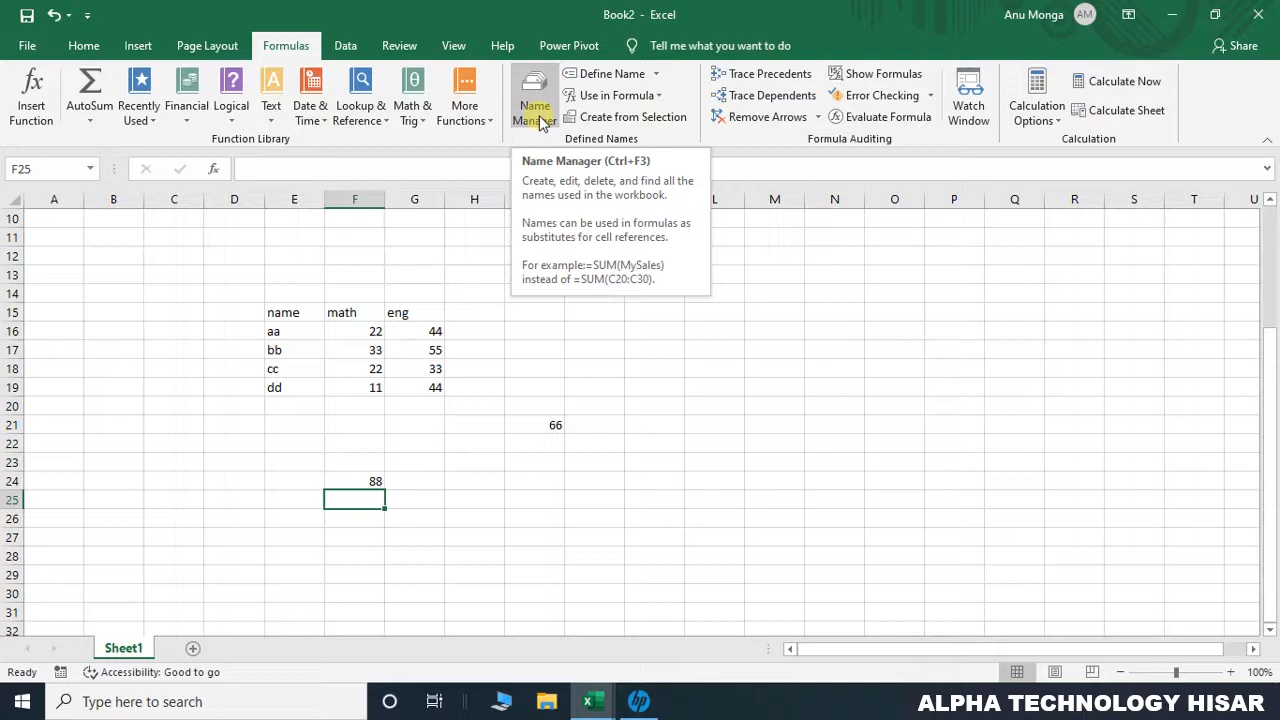 Book2 - Excel
Anu Monga AM
File Home Insert Page Layout Formulas Data Review View Help Power Pivot Tell me what you want to do Share
Insert Function
AutoSum
Recently Used
Financial
Logical
Text
Date & Time
Lookup & Reference
Math & Trig
More Functions
Function Library
Name Manager
Define Name
Use in Formula
Create from Selection
Defined Names
Trace Precedents
Trace Dependents
Remove Arrows
Show Formulas
Error Checking
Evaluate Formula
Formula Auditing
Watch Window
Calculation Options
Calculate Now
Calculate Sheet
Calculation
F25
fx
Name Manager (Ctrl+F3)
Create, edit, delete, and find all the
names used in the workbook.
Names can be used in formulas as
substitutes for cell references.
For example:=SUM(MySales)
instead of =SUM(C20:C30).
A B C D E F G H L M N O P Q R S T U
10
11
12
13
14
15 name math eng
16 aa 22 44
17 bb 33 55
18 cc 22 33
19 dd 11 44
20
21 66
22
23
24 88
25
26
27
28
29
30
31
32
Sheet1
Ready Accessibility: Good to go 100%
Type here to search
ALPHA TECHNOLOGY HISAR